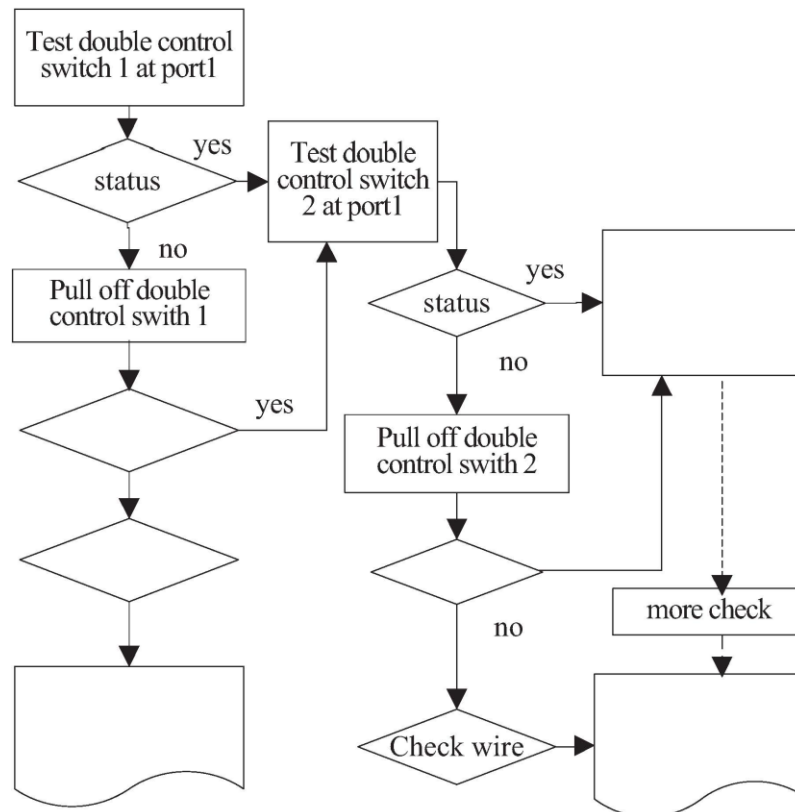 Test double control
switch 1 at port1
status
yes
no
Pull off double
control swith 1
yes
Test double
control switch
2 at port1
status
yes
no
Pull off double
control swith 2
no
Check wire
more check